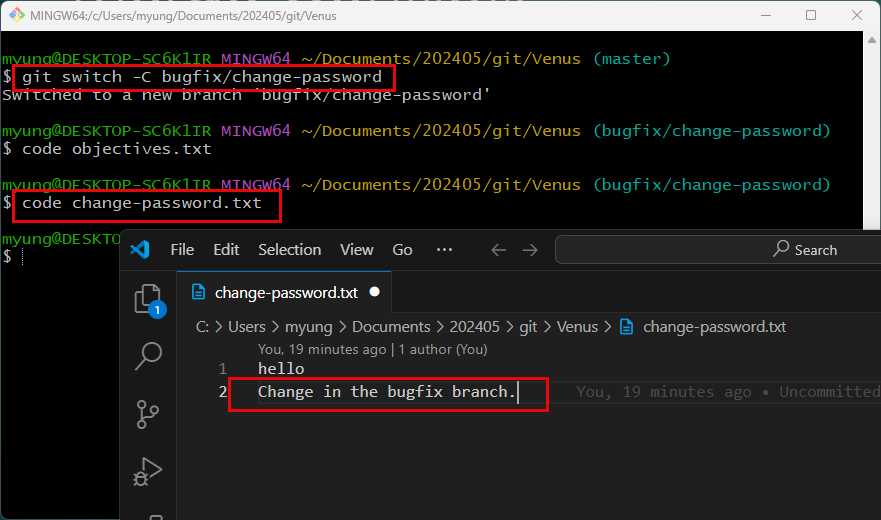 MINGW64:/c/Users/myung/Documents/202405/git/Venus
myung@DESKTOP-SC6K1IR MINGW64 ~/Documents/202405/git/Venus (master)
$ git switch -C bugfix/change-password
Switched to a new branch 'bugfix/change-password'
myung@DESKTOP-SC6K1IR MINGW64 ~/Documents/202405/git/Venus (bugfix/change-password)
$ code objectives.txt
myung@DESKTOP-SC6K1IR MINGW64 ~/Documents/202405/git/Venus (bugfix/change-password)
$ code change-password.txt
myung@DESKTOP
$
File Edit Selection View Go ··· Search
1
change-password.txt
C: > Users > myung > Documents > 202405 > git > Venus > change-password.txt
You, 19 minutes ago | 1 author (You)
1 hello
2 Change in the bugfix branch. You, 19 minutes ago • Uncommitted